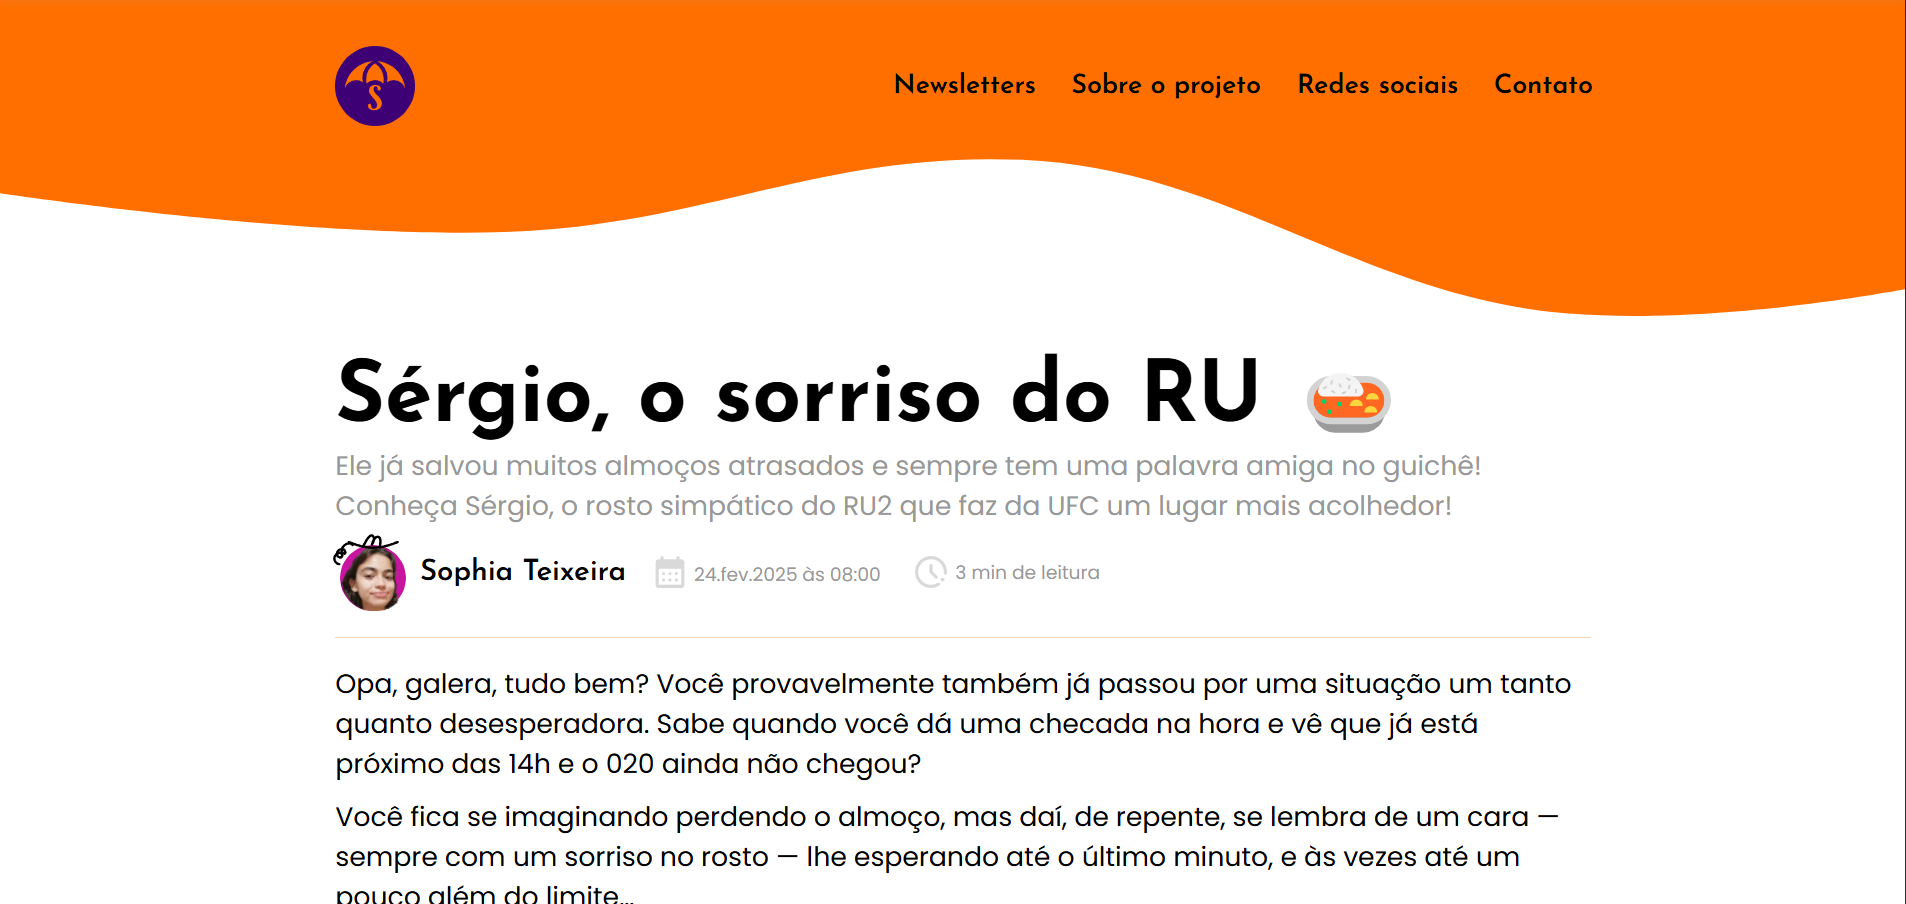 S
Newsletters Sobre o projeto Redes sociais Contato
Sérgio, o sorriso do RU
Ele já salvou muitos almoços atrasados e sempre tem uma palavra amiga no guichê!
Conheça Sérgio, o rosto simpático do RU2 que faz da UFC um lugar mais acolhedor!
Sophia Teixeira 24.fev.2025 às 08:00 3 min de leitura
Opa, galera, tudo bem? Você provavelmente também já passou por uma situação um tanto
quanto desesperadora. Sabe quando você dá uma checada na hora e vê que já está
próximo das 14h e o 020 ainda não chegou?
Você fica se imaginando perdendo o almoço, mas daí, de repente, se lembra de um cara —
sempre com um sorriso no rosto — lhe esperando até o último minuto, e às vezes até um
pouco além do limite...